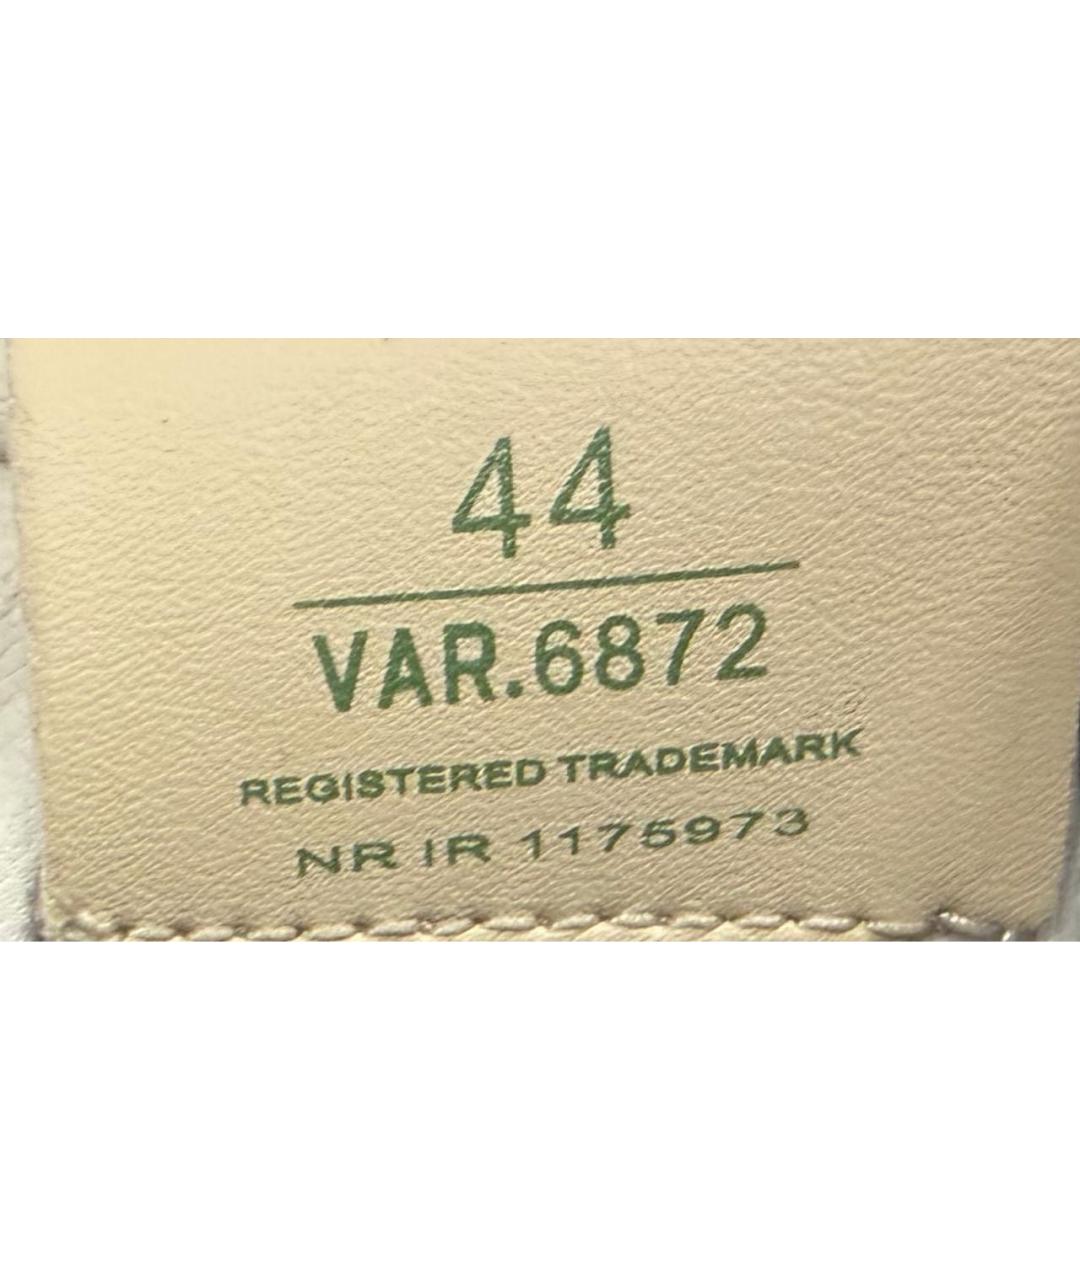 44
VAR.6872
REGISTERED TRADEMARK
NR IR 1175973